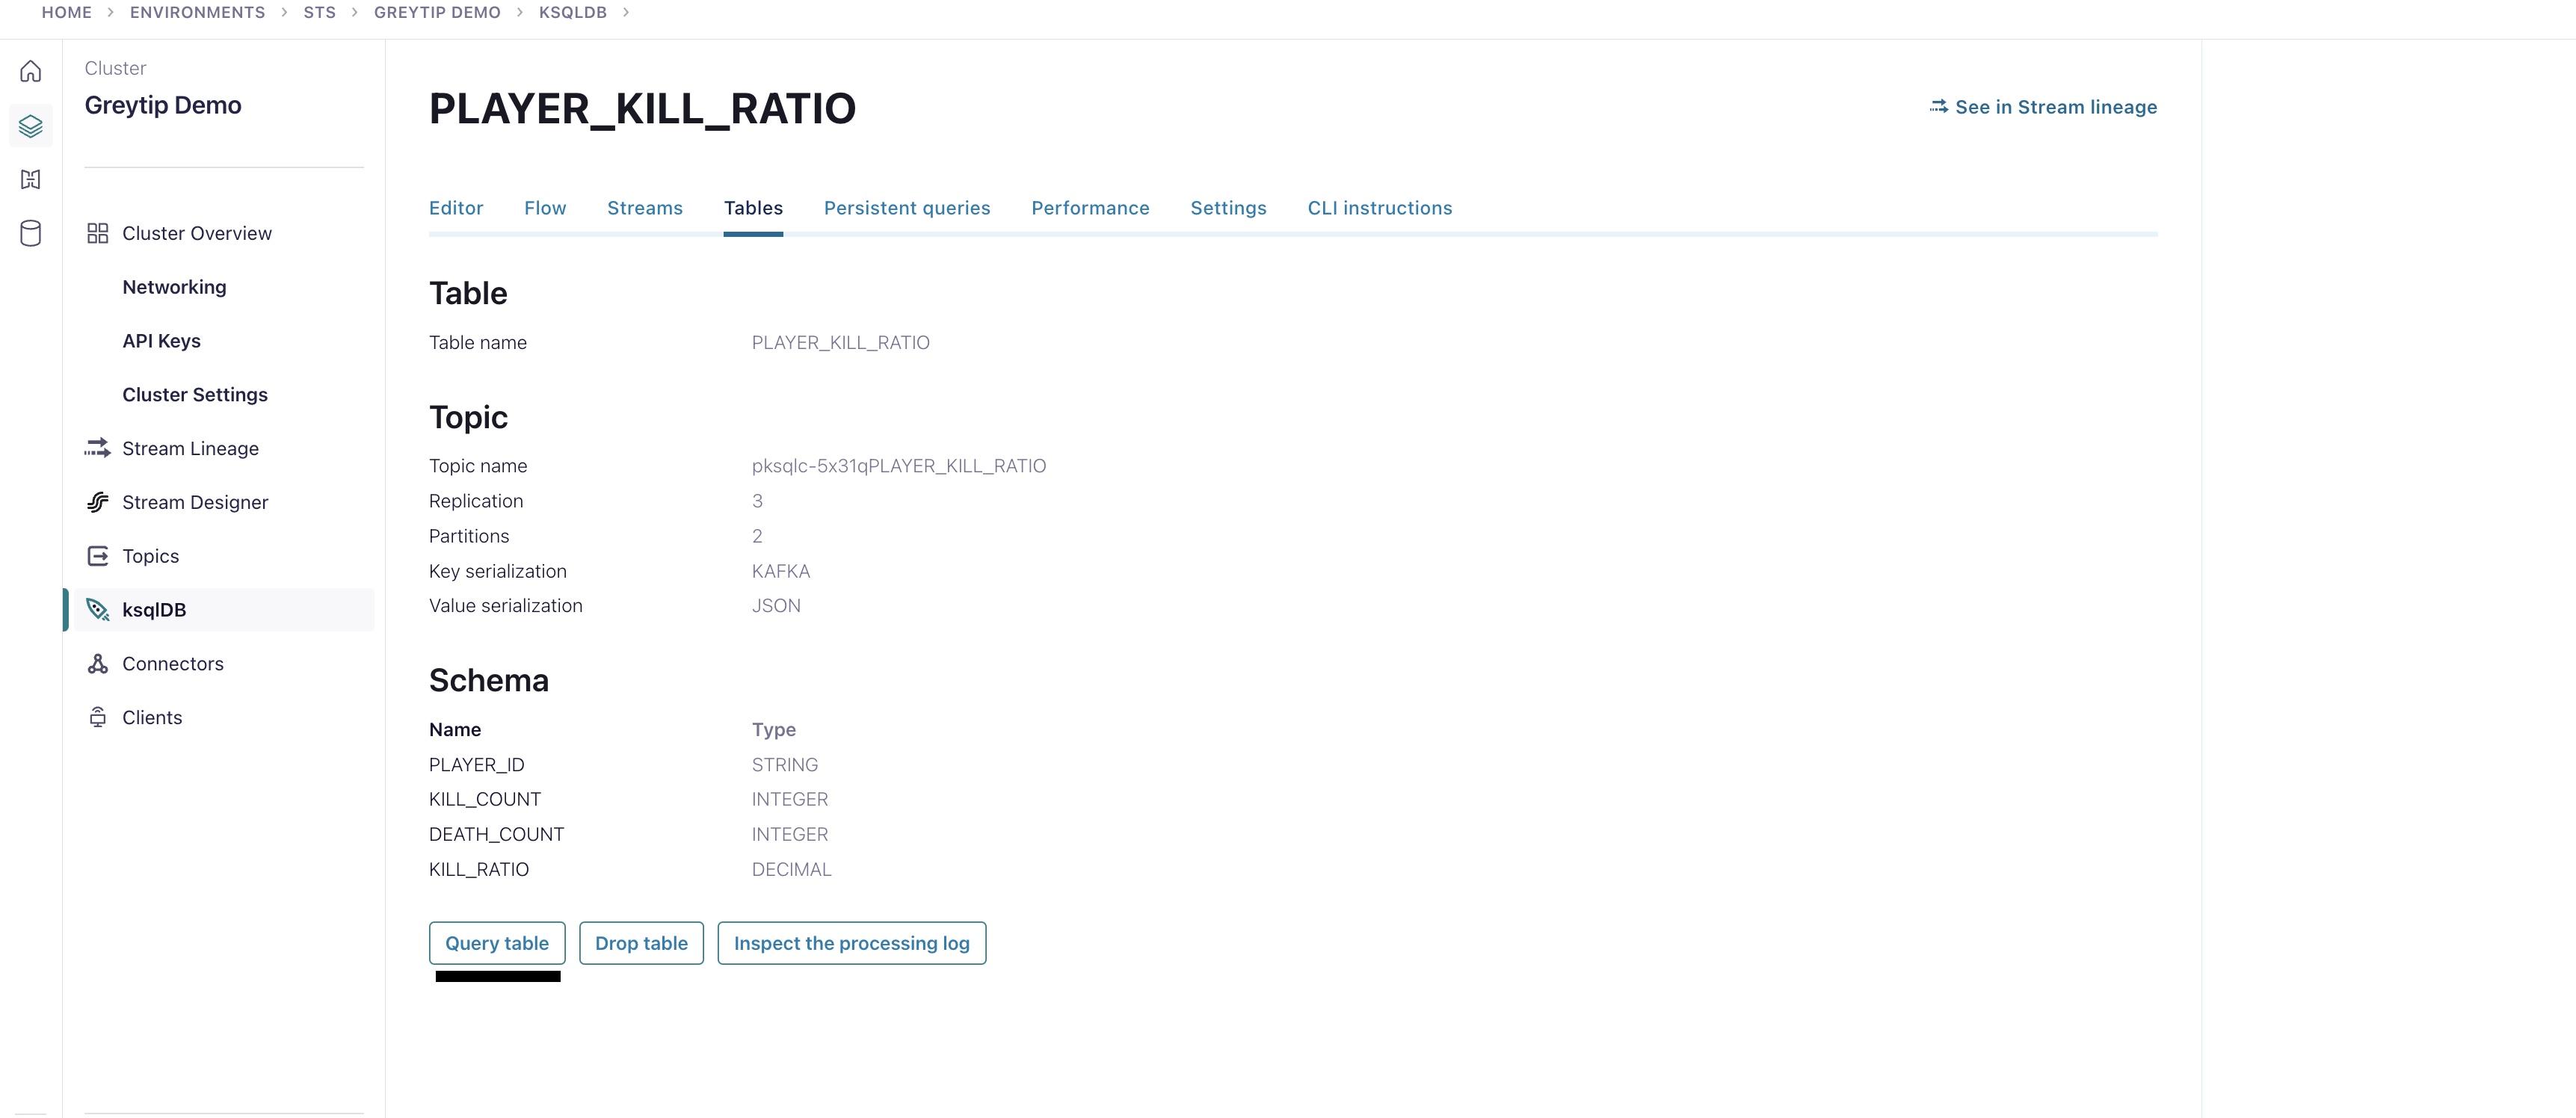 HOME > ENVIRONMENTS > STS > GREYTIP DEMO > KSQLDB >
Cluster
Greytip Demo
Cluster Overview
Networking
API Keys
Cluster Settings
Stream Lineage
Stream Designer
Topics
ksqlDB
Connectors
Clients
PLAYER_KILL_RATIO
See in Stream lineage
Editor Flow Streams Tables Persistent queries Performance Settings CLI instructions
Table
Table name PLAYER_KILL_RATIO
Topic
Topic name pksqlc-5x31qPLAYER_KILL_RATIO
Replication 3
Partitions 2
Key serialization KAFKA
Value serialization JSON
Schema
Name Type
PLAYER_ID STRING
KILL_COUNT INTEGER
DEATH_COUNT INTEGER
KILL_RATIO DECIMAL
Query table Drop table Inspect the processing log